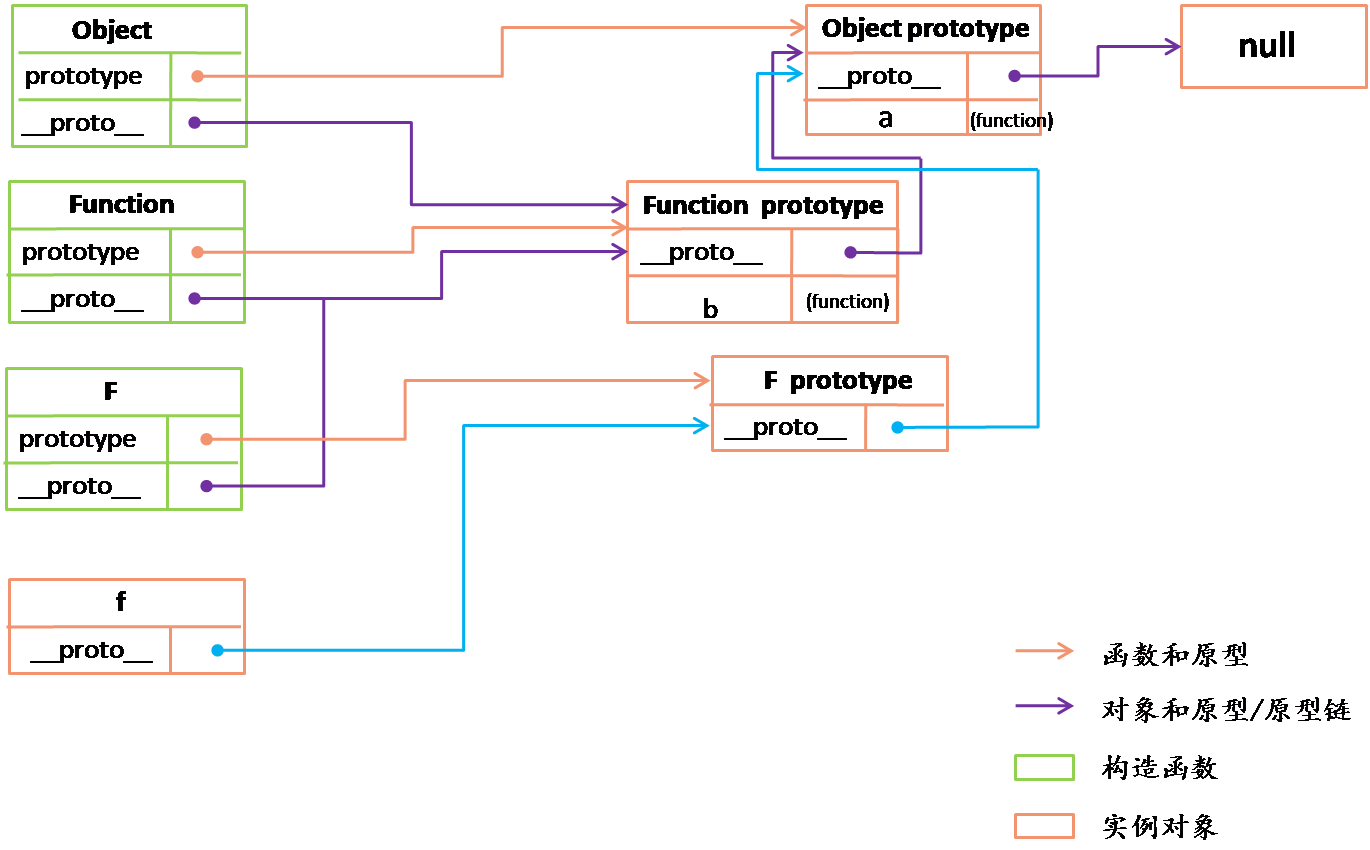 Object
prototype
__proto__
Object prototype
__proto__
a (function)
null
Function
prototype
__proto__
Function prototype
__proto__
b (function)
F
prototype
__proto__
F prototype
__proto__
f
__proto__
函数和原型
对象和原型/原型链
构造函数
实例对象